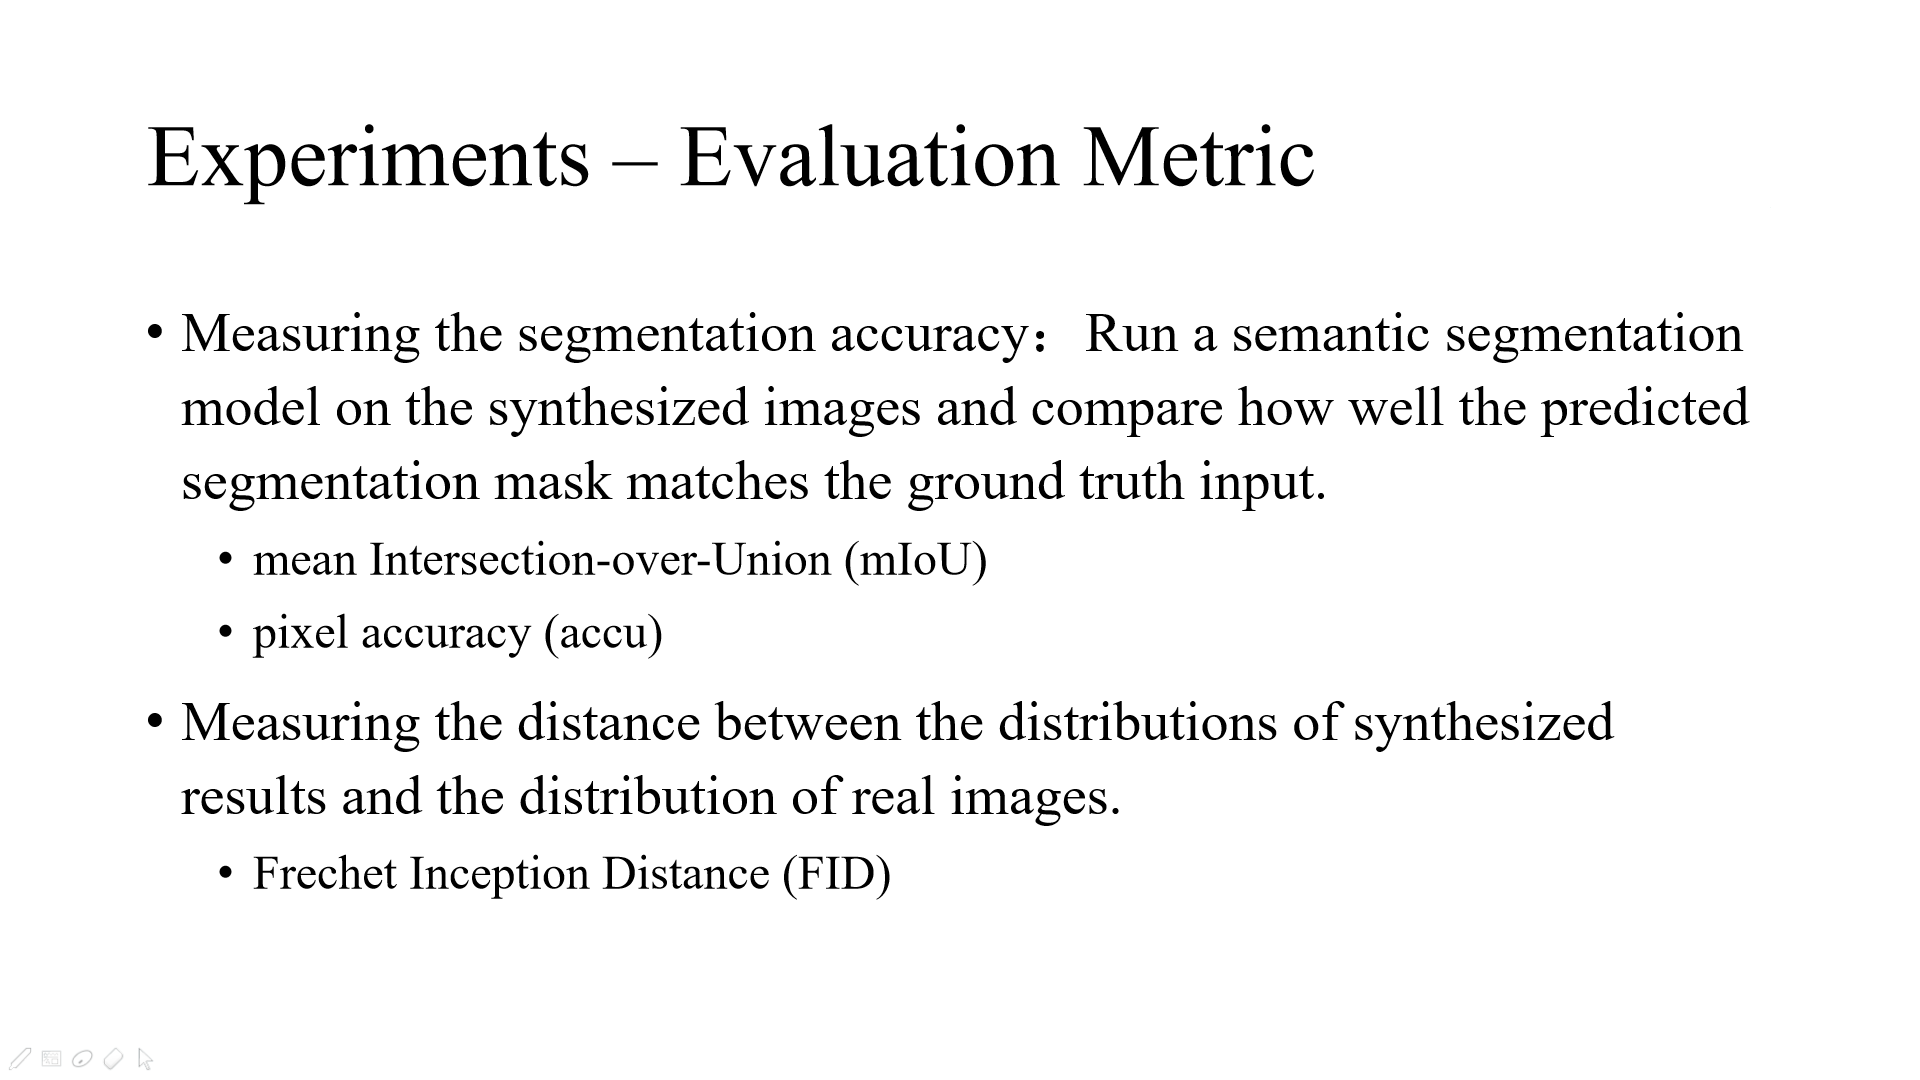 Experiments – Evaluation Metric
• Measuring the segmentation accuracy： Run a semantic segmentation
model on the synthesized images and compare how well the predicted
segmentation mask matches the ground truth input.
• mean Intersection-over-Union (mIoU)
• pixel accuracy (accu)
• Measuring the distance between the distributions of synthesized
results and the distribution of real images.
• Frechet Inception Distance (FID)